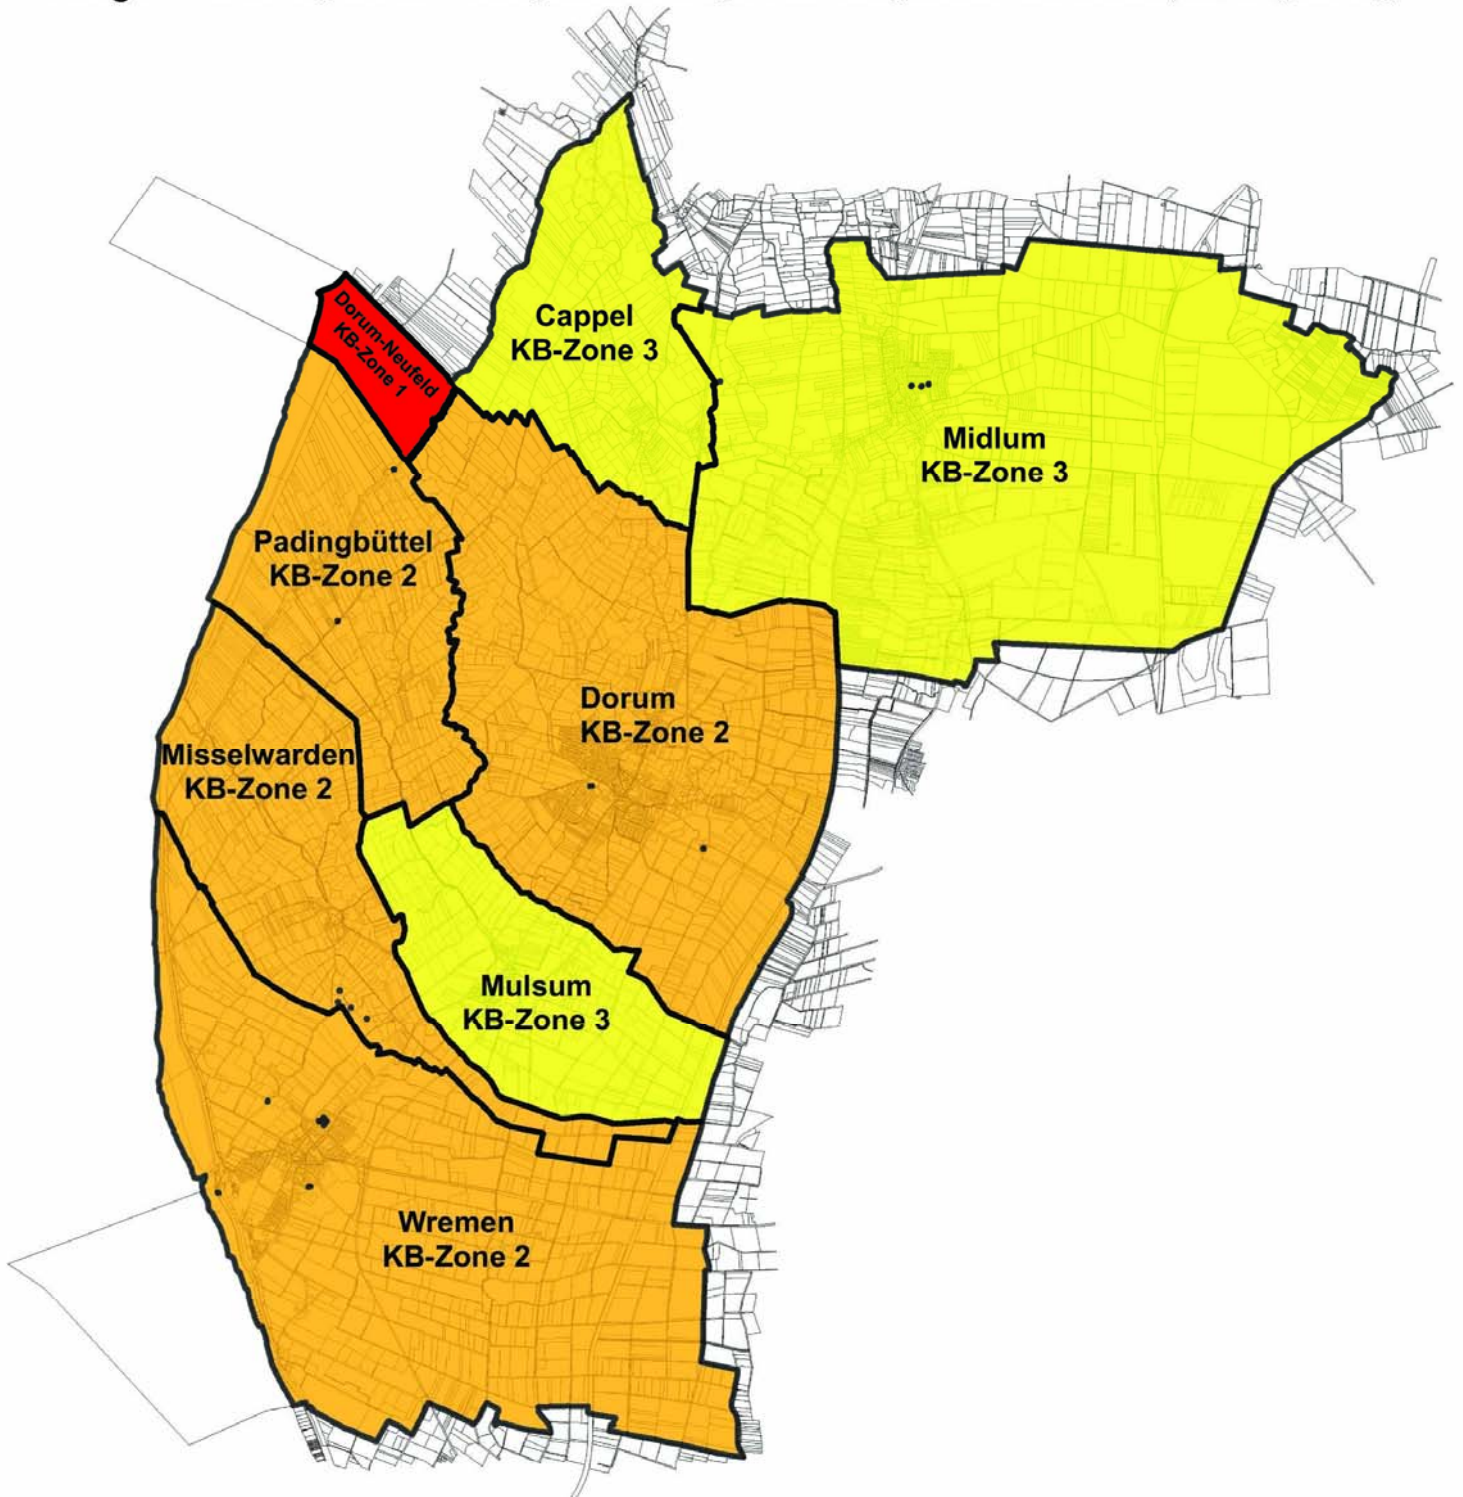 Cappel
KB-Zone 3
Dorum-Neufeld
KB-Zone 1
Midlum
KB-Zone 3
Padingbüttel
KB-Zone 2
Dorum
KB-Zone 2
Misselwarden
KB-Zone 2
Mulsum
KB-Zone 3
Wremen
KB-Zone 2